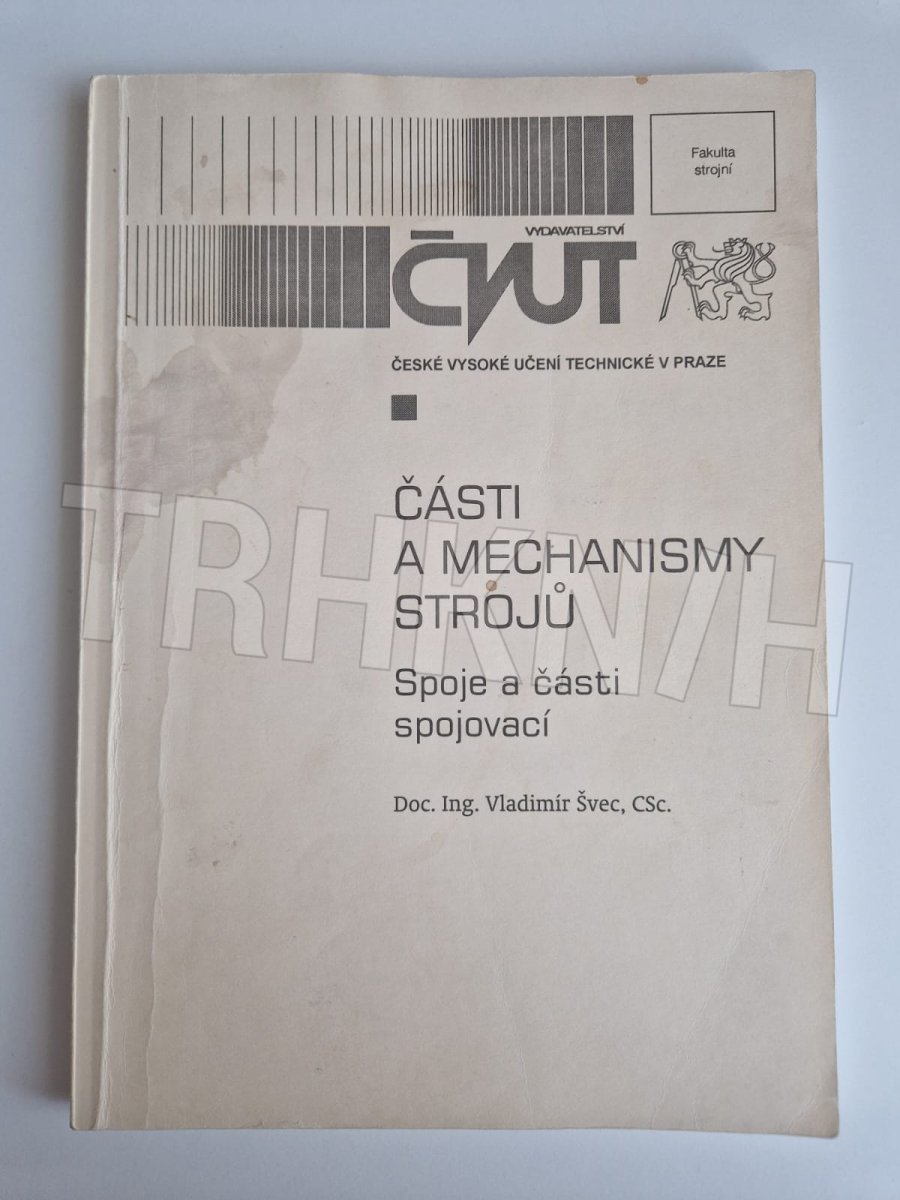 Fakulta
strojní
VYDAVATELSTVÍ
ČVUT
ČESKÉ VYSOKÉ UČENÍ TECHNICKÉ V PRAZE
ČÁSTI
A MECHANISMY
STROJŮ
Spoje a části
spojovací
Doc. Ing. Vladimír Švec, CSc.
TRHKNIH